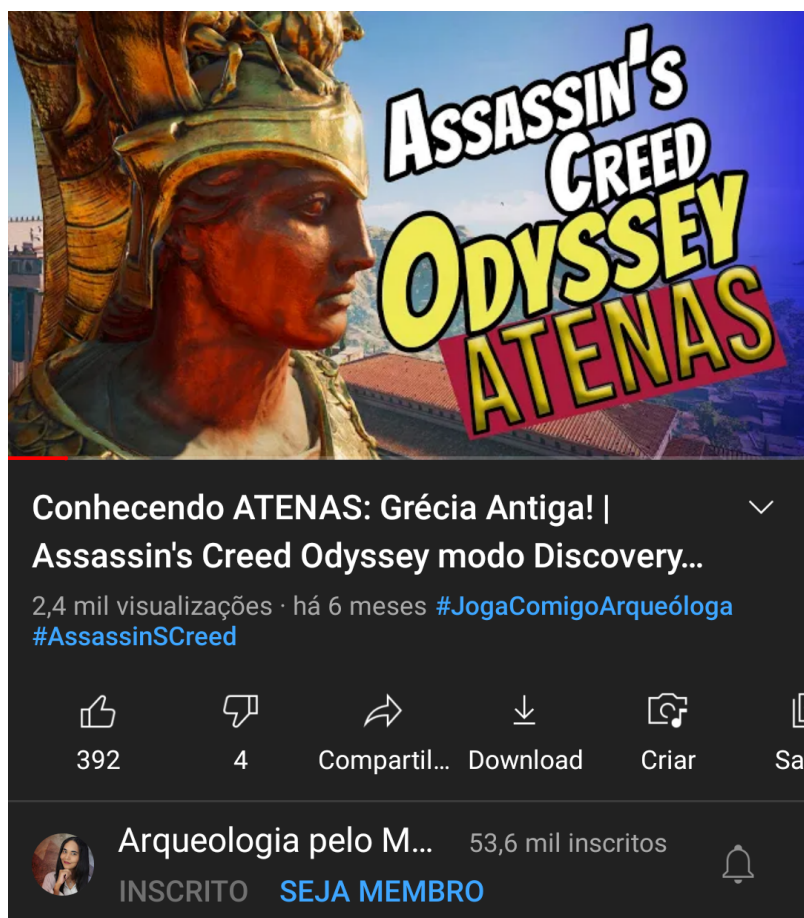 ASSASSIN'S
CREED
ODYSSEY
ATENAS
Conhecendo ATENAS: Grécia Antiga! |
Assassin's Creed Odyssey modo Discovery...
2,4 mil visualizações · há 6 meses #JogaComigoArqueóloga
#AssassinSCreed
392 4 Compartil... Download Criar Sa
Arqueologia pelo M... 53,6 mil inscritos
INSCRITO SEJA MEMBRO